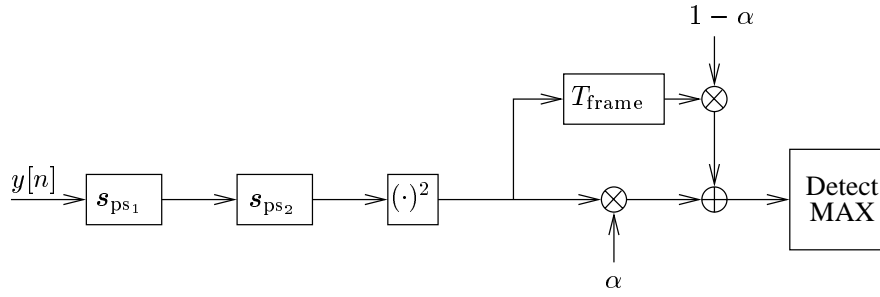 1 − α
T_frame
y[n]
s_ps₁
s_ps₂
(·)²
Detect
MAX
α